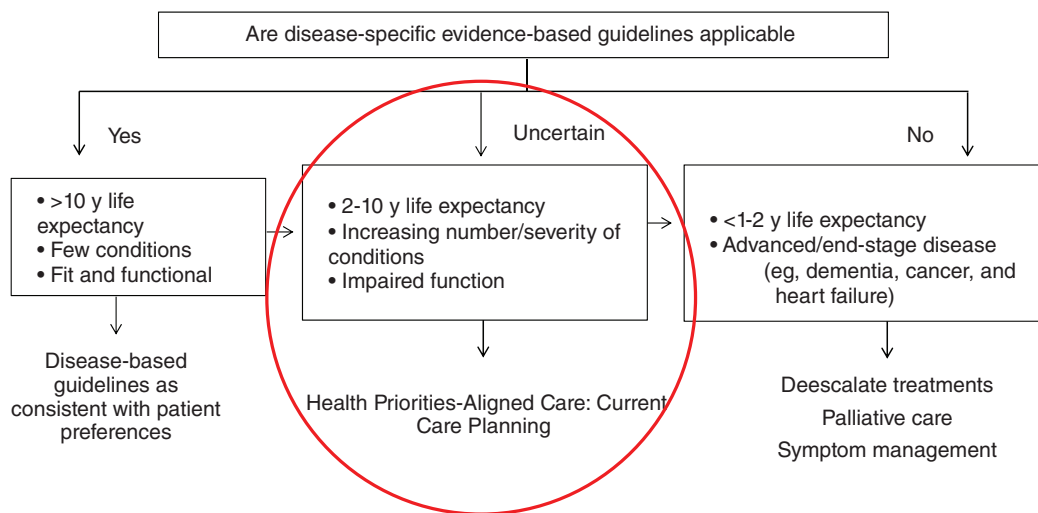 Are disease-specific evidence-based guidelines applicable
Yes
Uncertain
No
• >10 y life
expectancy
• Few conditions
• Fit and functional
• 2-10 y life expectancy
• Increasing number/severity of
conditions
• Impaired function
• <1-2 y life expectancy
• Advanced/end-stage disease
(eg, dementia, cancer, and
heart failure)
Disease-based
guidelines as
consistent with patient
preferences
Health Priorities-Aligned Care: Current
Care Planning
Deescalate treatments
Palliative care
Symptom management